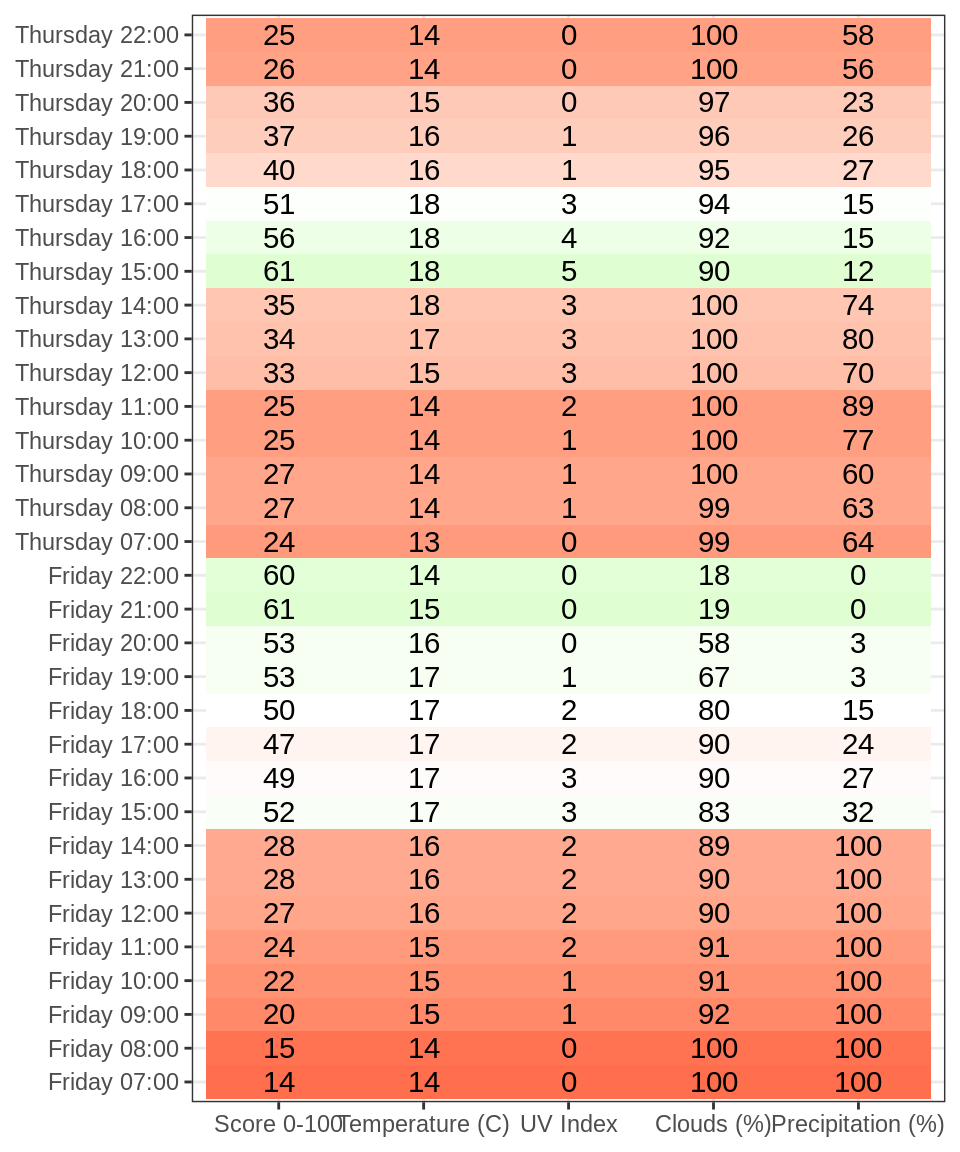 Thursday 22:00 25 14 0 100 58
Thursday 21:00 26 14 0 100 56
Thursday 20:00 36 15 0 97 23
Thursday 19:00 37 16 1 96 26
Thursday 18:00 40 16 1 95 27
Thursday 17:00 51 18 3 94 15
Thursday 16:00 56 18 4 92 15
Thursday 15:00 61 18 5 90 12
Thursday 14:00 35 18 3 100 74
Thursday 13:00 34 17 3 100 80
Thursday 12:00 33 15 3 100 70
Thursday 11:00 25 14 2 100 89
Thursday 10:00 25 14 1 100 77
Thursday 09:00 27 14 1 100 60
Thursday 08:00 27 14 1 99 63
Thursday 07:00 24 13 0 99 64
Friday 22:00 60 14 0 18 0
Friday 21:00 61 15 0 19 0
Friday 20:00 53 16 0 58 3
Friday 19:00 53 17 1 67 3
Friday 18:00 50 17 2 80 15
Friday 17:00 47 17 2 90 24
Friday 16:00 49 17 3 90 27
Friday 15:00 52 17 3 83 32
Friday 14:00 28 16 2 89 100
Friday 13:00 28 16 2 90 100
Friday 12:00 27 16 2 90 100
Friday 11:00 24 15 2 91 100
Friday 10:00 22 15 1 91 100
Friday 09:00 20 15 1 92 100
Friday 08:00 15 14 0 100 100
Friday 07:00 14 14 0 100 100
Score 0-100 Temperature (C) UV Index Clouds (%) Precipitation (%)